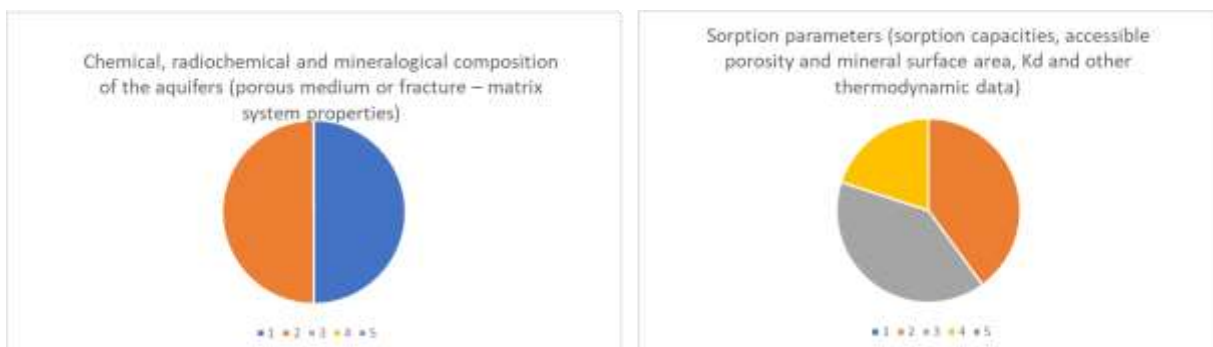 Chemical, radiochemical and mineralogical composition
of the aquifers (porous medium or fracture – matrix
system properties)
1 2 3 4 5
Sorption parameters (sorption capacities, accessible
porosity and mineral surface area, Kd and other
thermodynamic data)
1 2 3 4 5